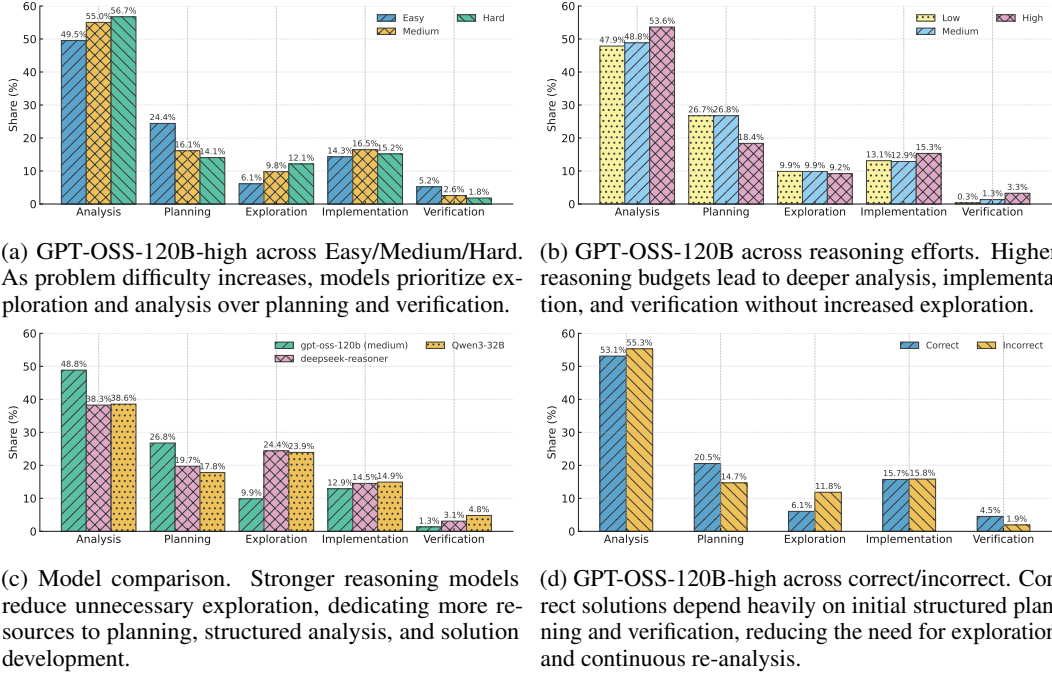 60
50
40
30
20
10
0
Share (%)
49.5%
55.0%
56.7%
24.4%
16.1%
14.1%
6.1%
9.8%
12.1%
14.3%
16.5%
15.2%
5.2%
2.6%
1.8%
Easy
Medium
Hard
Analysis Planning Exploration Implementation Verification
(a) GPT-OSS-120B-high across Easy/Medium/Hard.
As problem difficulty increases, models prioritize ex-
ploration and analysis over planning and verification.
60
50
40
30
20
10
0
Share (%)
47.9%
48.8%
53.6%
26.7%
26.8%
18.4%
9.9%
9.9%
9.2%
13.1%
12.9%
15.3%
0.3%
1.3%
3.3%
Low
Medium
High
Analysis Planning Exploration Implementation Verification
(b) GPT-OSS-120B across reasoning efforts. Higher
reasoning budgets lead to deeper analysis, implementa-
tion, and verification without increased exploration.
60
50
40
30
20
10
0
Share (%)
48.8%
38.3%
38.6%
26.8%
19.7%
17.8%
9.9%
24.4%
23.9%
12.9%
14.5%
14.9%
1.3%
3.1%
4.8%
gpt-oss-120b (medium)
deepseek-reasoner
Qwen3-32B
Analysis Planning Exploration Implementation Verification
(c) Model comparison. Stronger reasoning models
reduce unnecessary exploration, dedicating more re-
sources to planning, structured analysis, and solution
development.
60
50
40
30
20
10
0
Share (%)
53.1%
55.3%
20.5%
14.7%
6.1%
11.8%
15.7%
15.8%
4.5%
1.9%
Correct
Incorrect
Analysis Planning Exploration Implementation Verification
(d) GPT-OSS-120B-high across correct/incorrect. Cor
rect solutions depend heavily on initial structured plan
ning and verification, reducing the need for exploration
and continuous re-analysis.